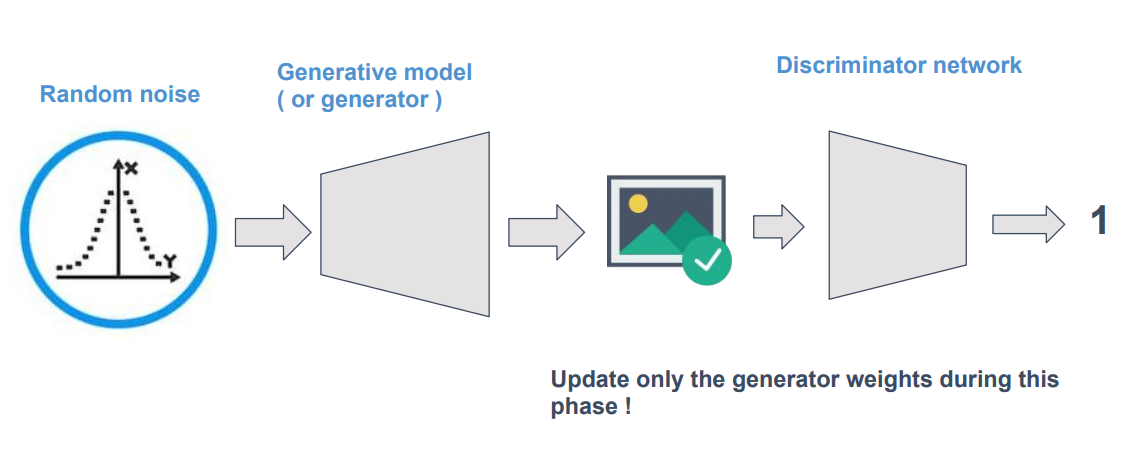 Random noise
Generative model
( or generator )
Discriminator network
X
Y
1
Update only the generator weights during this
phase !